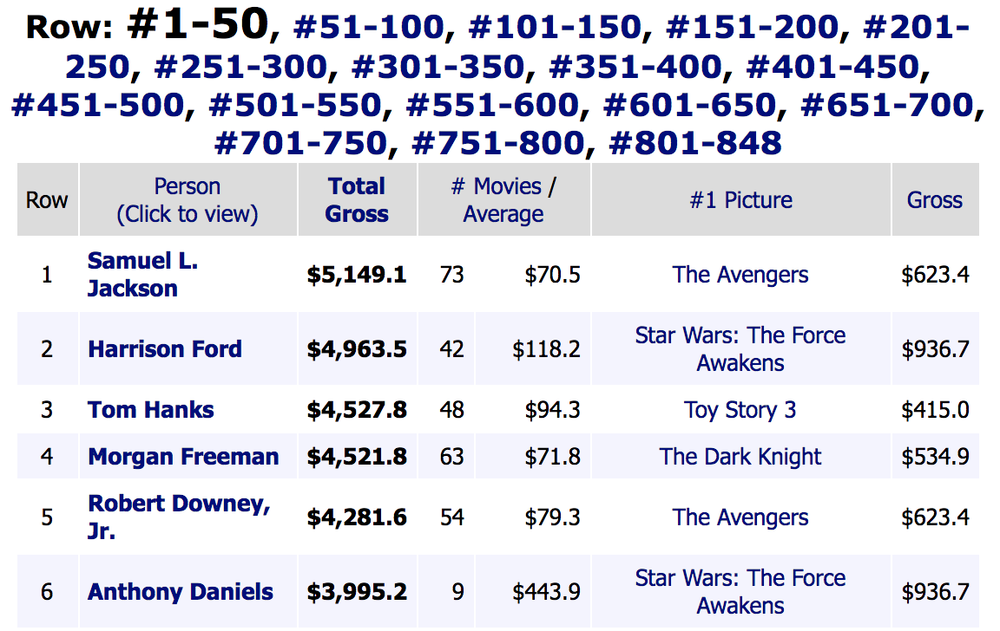 Row: #1-50, #51-100, #101-150, #151-200, #201-
250, #251-300, #301-350, #351-400, #401-450,
#451-500, #501-550, #551-600, #601-650, #651-700,
#701-750, #751-800, #801-848
Row Person (Click to view) Total Gross # Movies / Average #1 Picture Gross
1 Samuel L. Jackson $5,149.1 73 $70.5 The Avengers $623.4
2 Harrison Ford $4,963.5 42 $118.2 Star Wars: The Force Awakens $936.7
3 Tom Hanks $4,527.8 48 $94.3 Toy Story 3 $415.0
4 Morgan Freeman $4,521.8 63 $71.8 The Dark Knight $534.9
5 Robert Downey, Jr. $4,281.6 54 $79.3 The Avengers $623.4
6 Anthony Daniels $3,995.2 9 $443.9 Star Wars: The Force Awakens $936.7